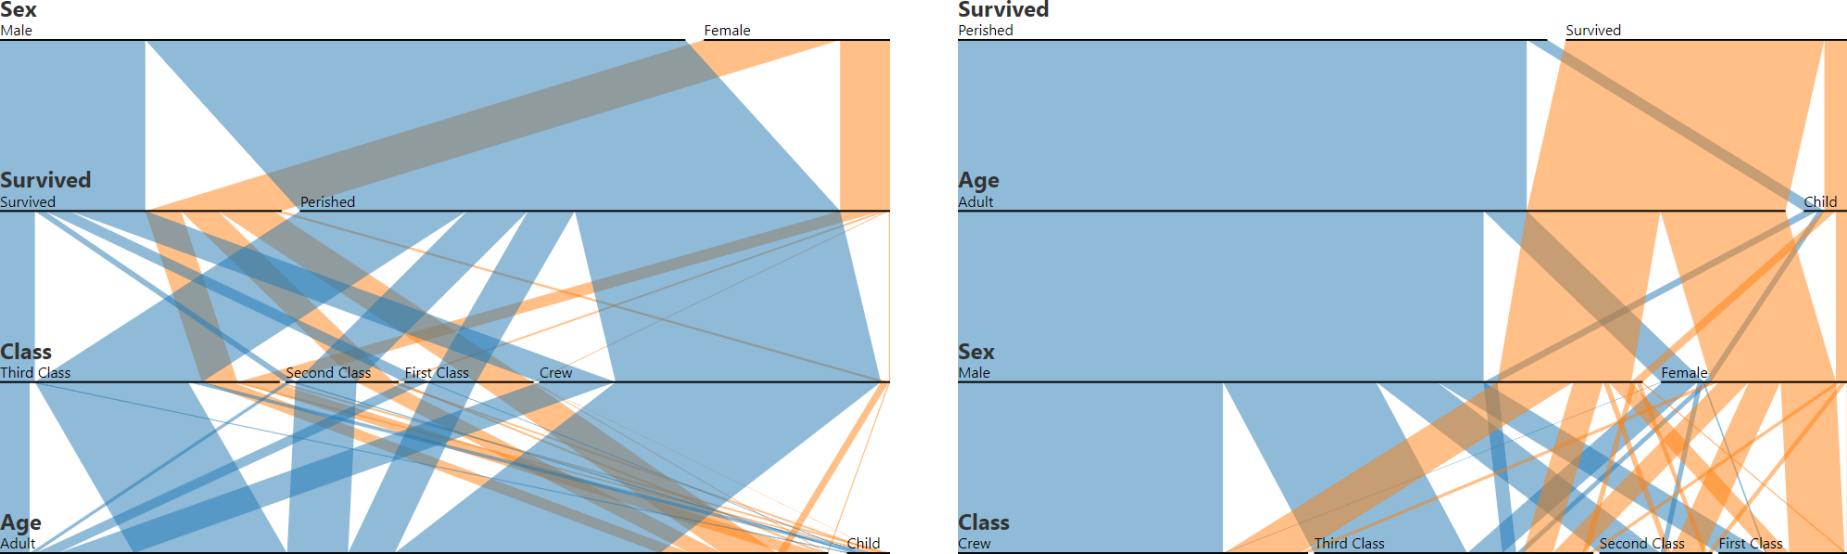 Sex
Male Female
Survived
Survived Perished
Class
Third Class Second Class First Class Crew
Age
Adult Child
Survived
Perished Survived
Age
Adult Child
Sex
Male Female
Class
Crew Third Class Second Class First Class